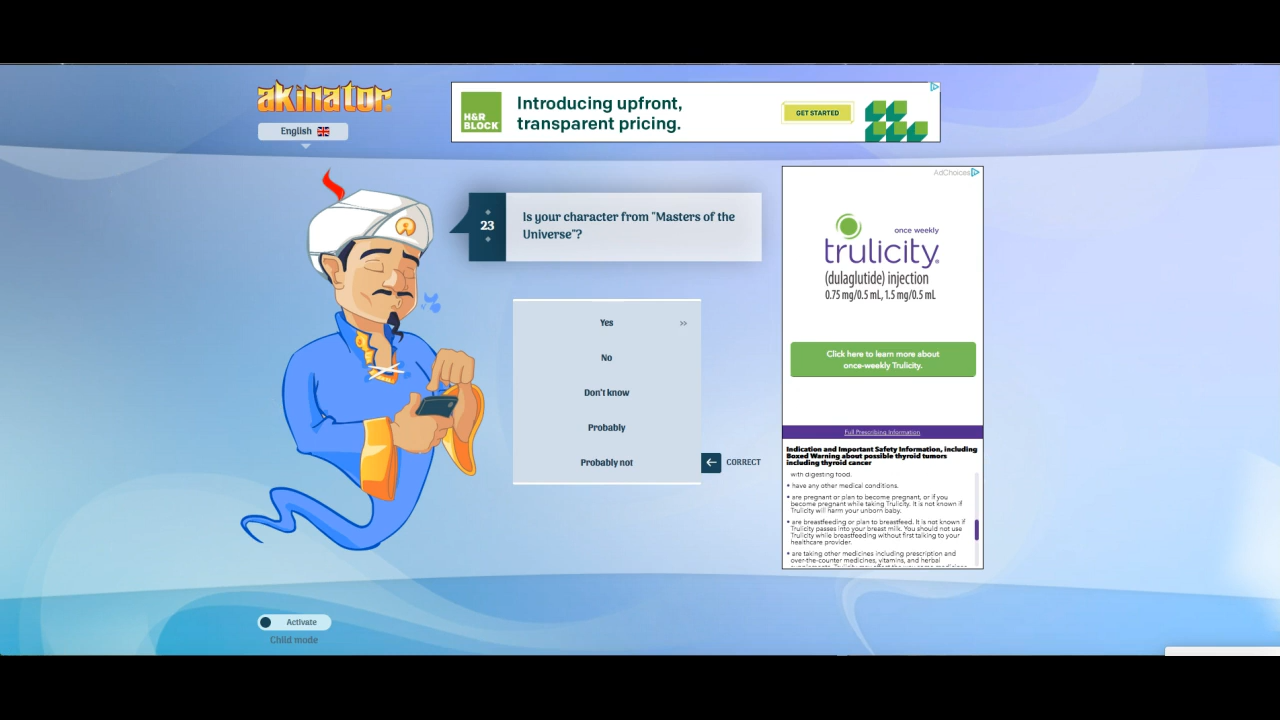 akinator
English
H&R
BLOCK
Introducing upfront,
transparent pricing.
GET STARTED
23
Is your character from "Masters of the
Universe"?
Yes
No
Don't know
Probably
Probably not
CORRECT
AdChoices
once weekly
trulicity®
(dulaglutide) injection
0.75 mg/0.5 mL, 1.5 mg/0.5 mL
Click here to learn more about
once-weekly Trulicity.
Full Prescribing Information
Indication and Important Safety Information, including
Boxed Warning about possible thyroid tumors
including thyroid cancer
with digesting food.
• have any other medical conditions.
• are pregnant or plan to become pregnant, or if you
become pregnant while taking Trulicity. It is not known if
Trulicity will harm your unborn baby.
• are breastfeeding or plan to breastfeed. It is not known if
Trulicity passes into your breast milk. You should not use
Trulicity while breastfeeding without first talking to your
healthcare provider.
• are taking other medicines including prescription and
over-the-counter medicines, vitamins, and herbal
Activate
Child mode